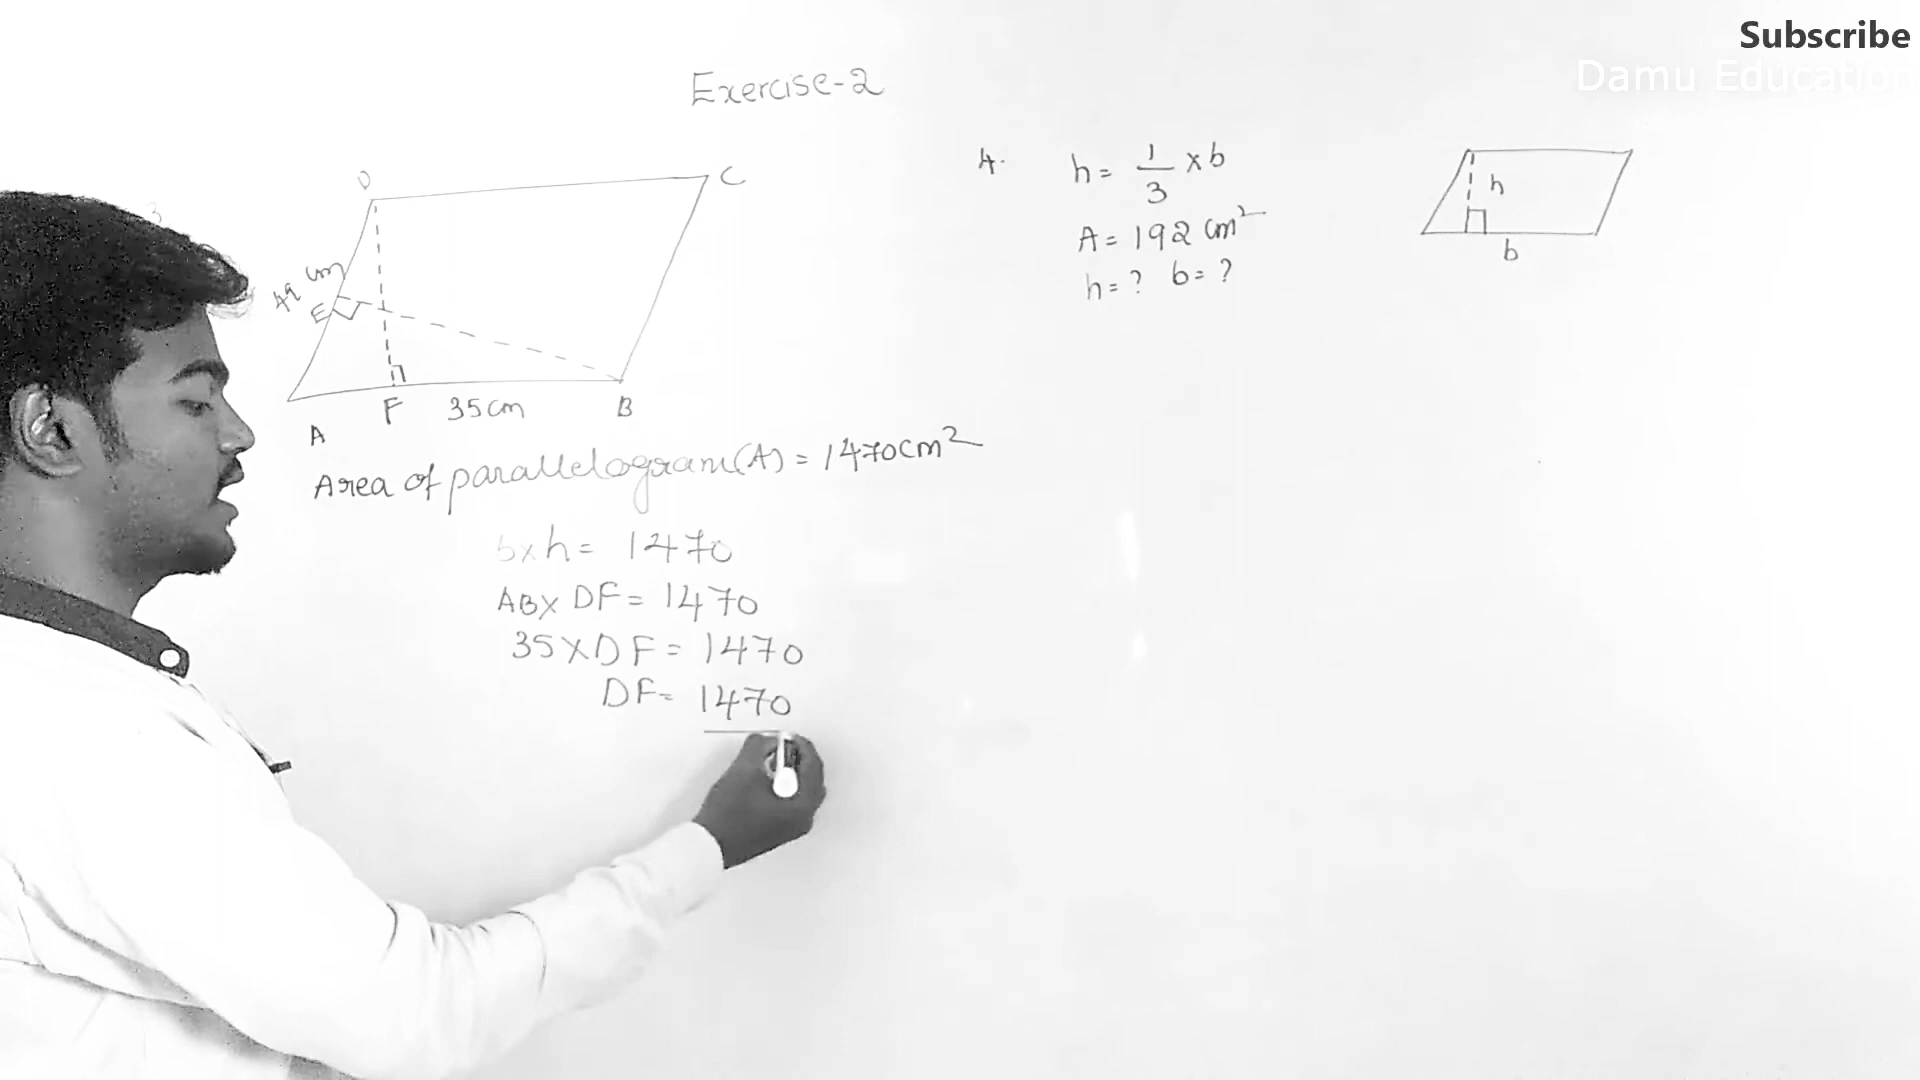 Subscribe
Damu Education
Exercise-2
D
C
49 cm
E
F
35cm
B
A
Area of parallelogram(A) = 1470cm²
b×h = 1470
AB× DF = 1470
35×DF = 1470
DF = 1470
4.
h = 1/3 ×b
A = 192 cm²
h = ? b = ?
h
b